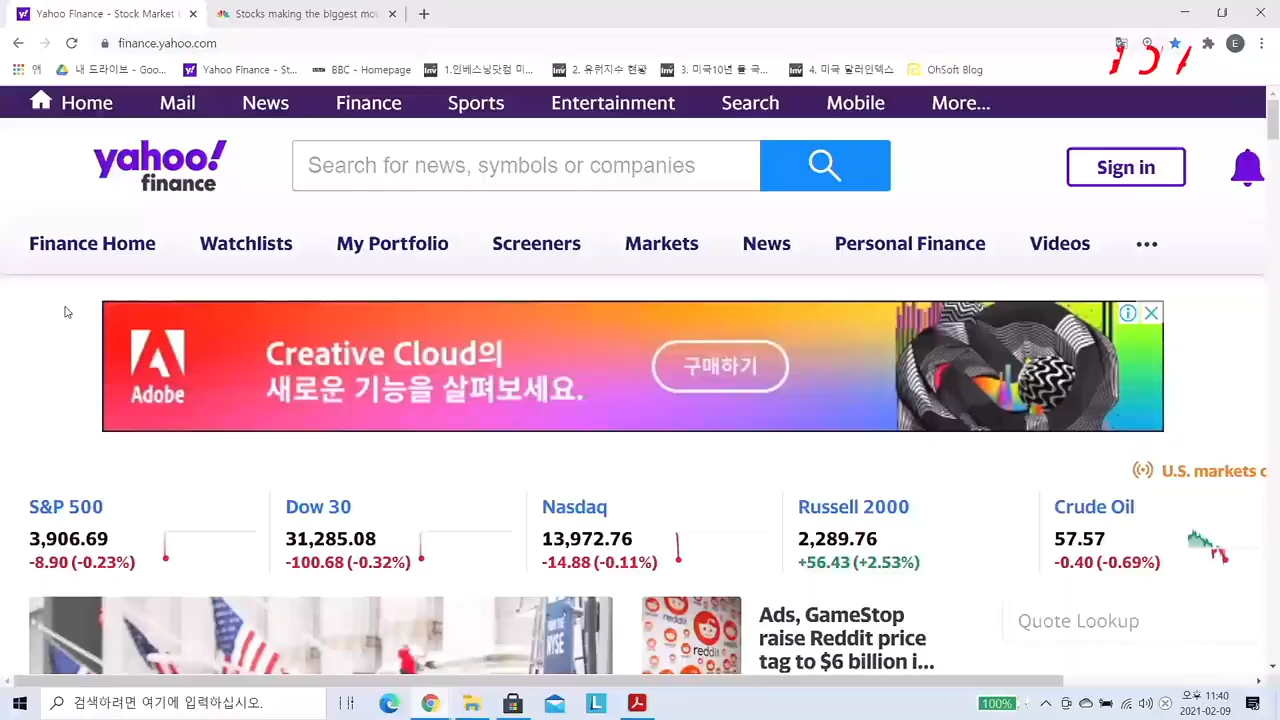 Yahoo Finance - Stock Market
Stocks making the biggest mov
finance.yahoo.com
E
앱
내 드라이브 - Goo...
Yahoo Finance - St...
BBC - Homepage
1.인베스팅닷컴 미...
2. 유럽지수 현황
3. 미국10년 률 국...
4. 미국 달러인덱스
OhSoft Blog
Home Mail News Finance Sports Entertainment Search Mobile More...
yahoo!
finance
Search for news, symbols or companies
Sign in
Finance Home Watchlists My Portfolio Screeners Markets News Personal Finance Videos •••
Adobe
Creative Cloud의
새로운 기능을 살펴보세요.
구매하기
U.S. markets c
S&P 500
3,906.69
-8.90 (-0.23%)
Dow 30
31,285.08
-100.68 (-0.32%)
Nasdaq
13,972.76
-14.88 (-0.11%)
Russell 2000
2,289.76
+56.43 (+2.53%)
Crude Oil
57.57
-0.40 (-0.69%)
NYSE
reddit
Ads, GameStop
raise Reddit price
tag to $6 billion i...
Quote Lookup
검색하려면 여기에 입력하십시오.
L
100%
오후 11:40
2021-02-09